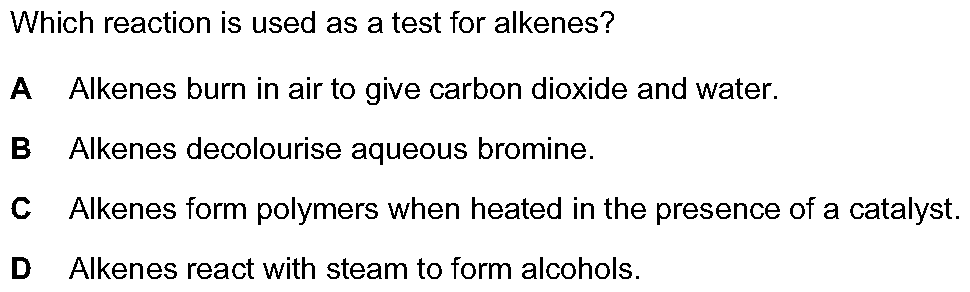 Which reaction is used as a test for alkenes?
A Alkenes burn in air to give carbon dioxide and water.
B Alkenes decolourise aqueous bromine.
C Alkenes form polymers when heated in the presence of a catalyst.
D Alkenes react with steam to form alcohols.